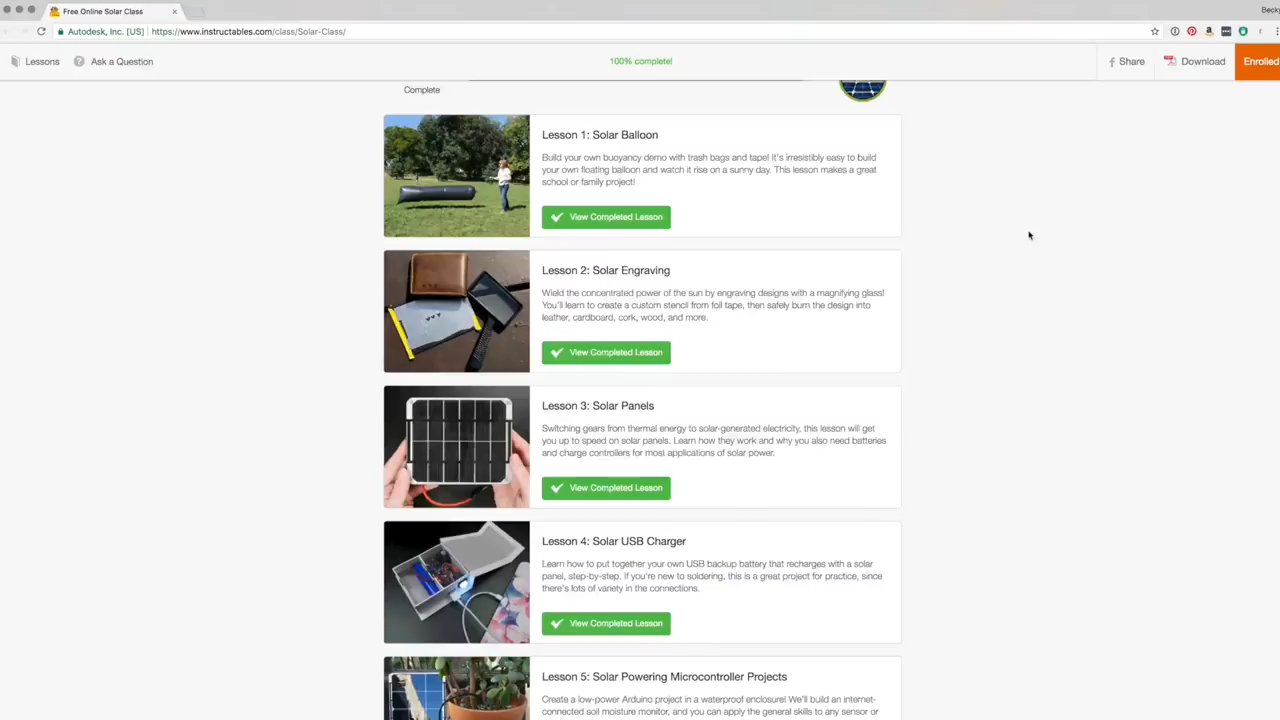 Free Online Solar Class
Becky
Autodesk, Inc. [US] https://www.instructables.com/class/Solar-Class/
Lessons Ask a Question 100% complete! Share Download Enrolled
Complete
Lesson 1: Solar Balloon
Build your own buoyancy demo with trash bags and tape! It's irresistibly easy to build
your own floating balloon and watch it rise on a sunny day. This lesson makes a great
school or family project!
View Completed Lesson
Lesson 2: Solar Engraving
Wield the concentrated power of the sun by engraving designs with a magnifying glass!
You'll learn to create a custom stencil from foil tape, then safely burn the design into
leather, cardboard, cork, wood, and more.
View Completed Lesson
Lesson 3: Solar Panels
Switching gears from thermal energy to solar-generated electricity, this lesson will get
you up to speed on solar panels. Learn how they work and why you also need batteries
and charge controllers for most applications of solar power.
View Completed Lesson
Lesson 4: Solar USB Charger
Learn how to put together your own USB backup battery that recharges with a solar
panel, step-by-step. If you're new to soldering, this is a great project for practice, since
there's lots of variety in the connections.
View Completed Lesson
Lesson 5: Solar Powering Microcontroller Projects
Create a low-power Arduino project in a waterproof enclosure! We'll build an internet-
connected soil moisture monitor, and you can apply the general skills to any sensor or